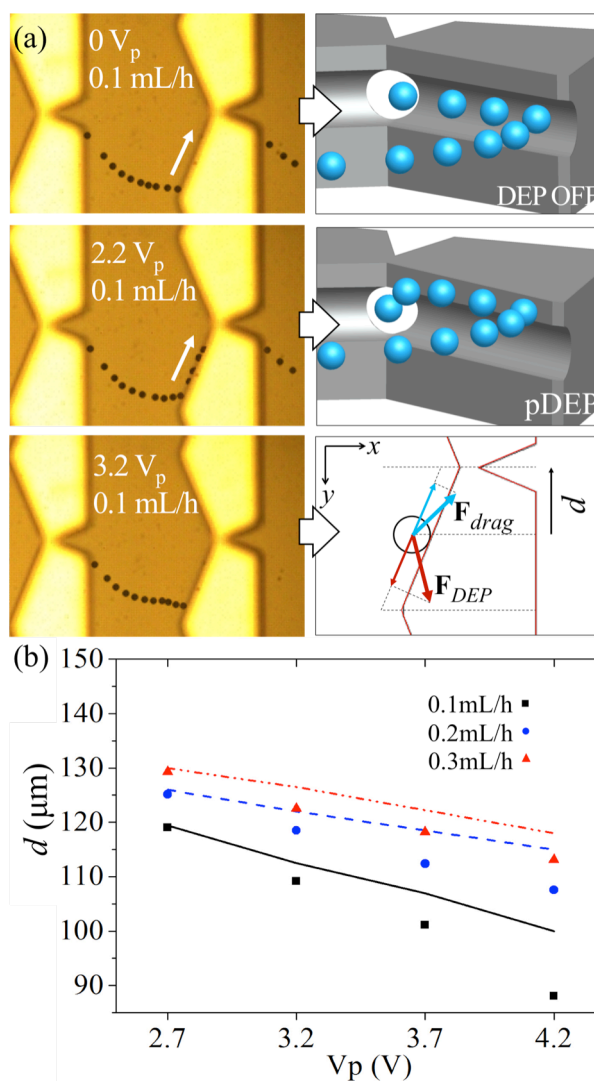 (a)
0 Vp
0.1 mL/h
DEP OFF
2.2 Vp
0.1 mL/h
pDEP
3.2 Vp
0.1 mL/h
x
y
d
Fdrag
FDEP
(b)
150
140
130
120
110
100
90
d (μm)
0.1mL/h
0.2mL/h
0.3mL/h
2.7
3.2
3.7
4.2
Vp (V)